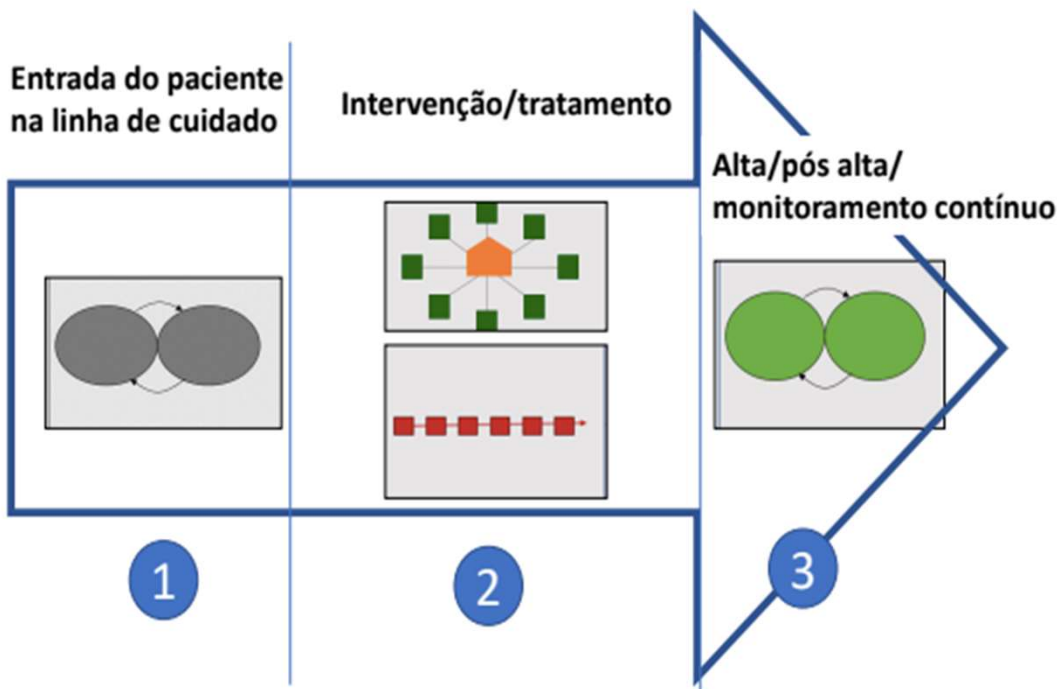 Entrada do paciente
na linha de cuidado
Intervenção/tratamento
Alta/pós alta/
monitoramento contínuo
1
2
3